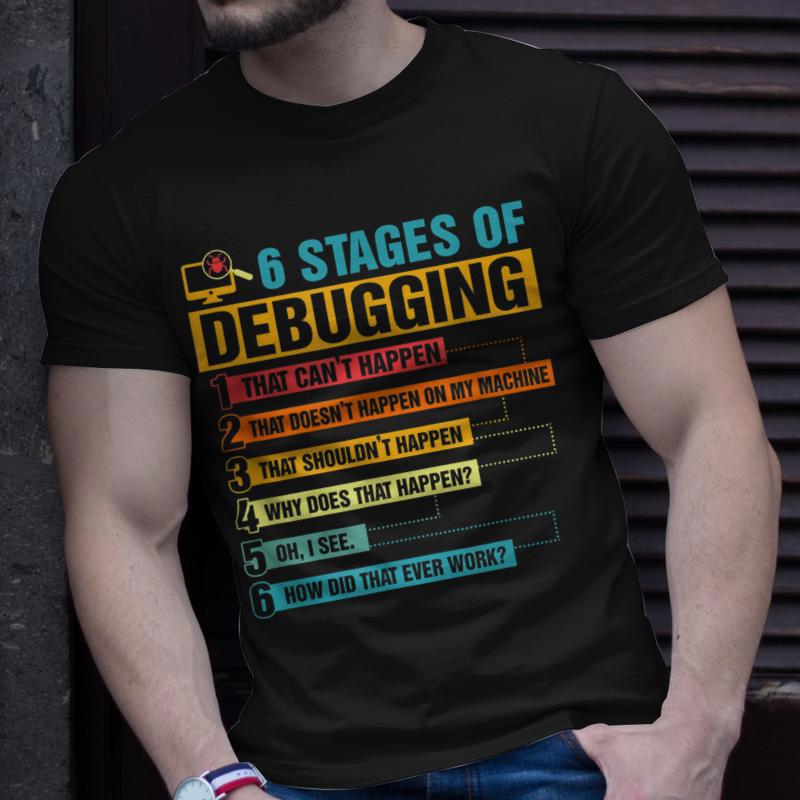 6 STAGES OF
DEBUGGING
1 THAT CAN'T HAPPEN
2 THAT DOESN'T HAPPEN ON MY MACHINE
3 THAT SHOULDN'T HAPPEN
4 WHY DOES THAT HAPPEN?
5 OH, I SEE.
6 HOW DID THAT EVER WORK?